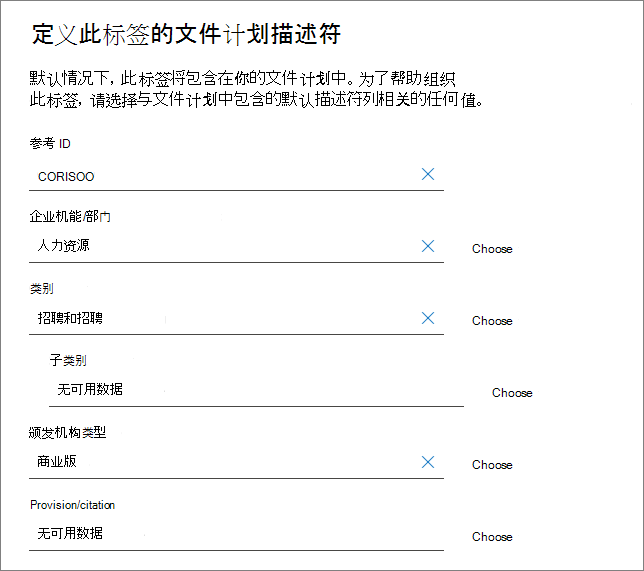 定义此标签的文件计划描述符
默认情况下, 此标签将包含在你的文件计划中。为了帮助组织
此标签, 请选择与文件计划中包含的默认描述符列相关的任何值。
参考 ID
CORISOO
企业机能/部门
人力资源
Choose
类别
招聘和招聘
Choose
子类别
无可用数据
Choose
颁发机构类型
商业版
Choose
Provision/citation
无可用数据
Choose